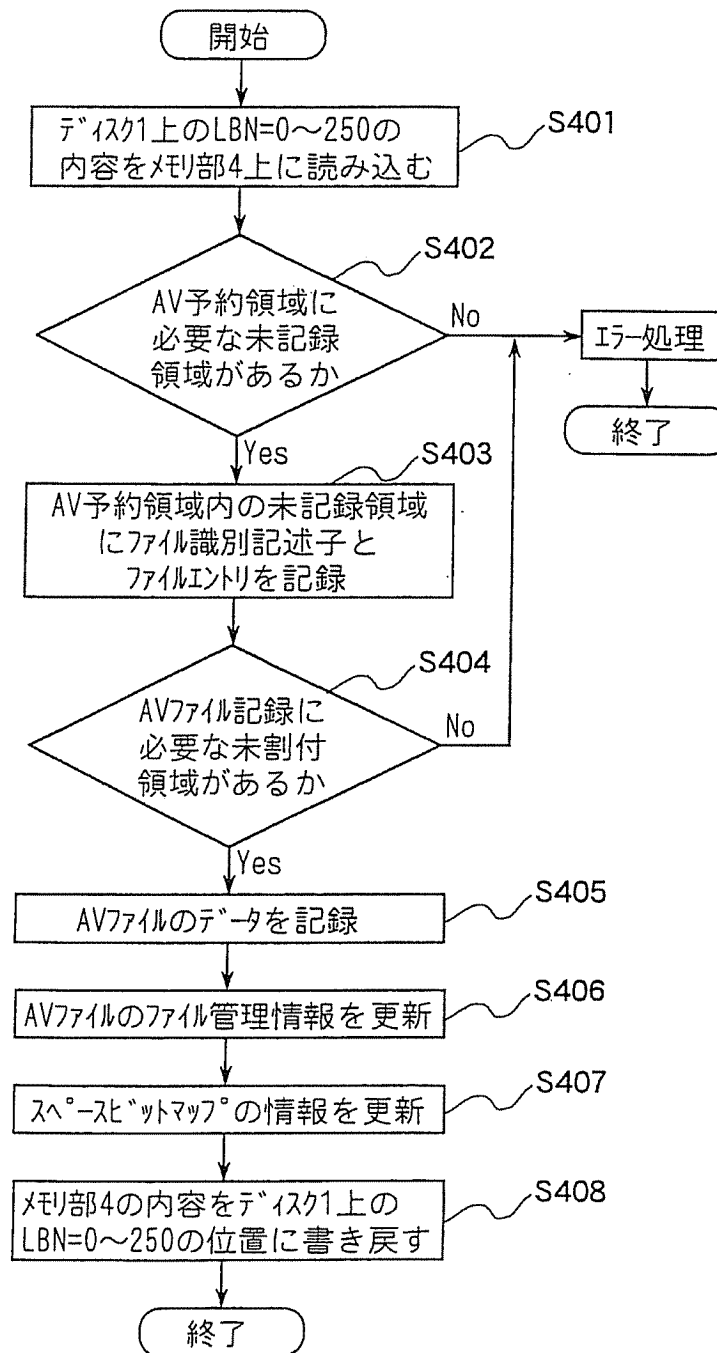 開始
ディスク1上のLBN=0～250の
内容をメモリ部4上に読み込む
S401
S402
AV予約領域に
必要な未記録
領域があるか
No
エラー処理
終了
Yes
S403
AV予約領域内の未記録領域
にファイル識別記述子と
ファイルエントリを記録
S404
AVファイル記録に
必要な未割付
領域があるか
No
Yes
S405
AVファイルのデータを記録
S406
AVファイルのファイル管理情報を更新
S407
スペースビットマップの情報を更新
S408
メモリ部4の内容をディスク1上の
LBN=0～250の位置に書き戻す
終了